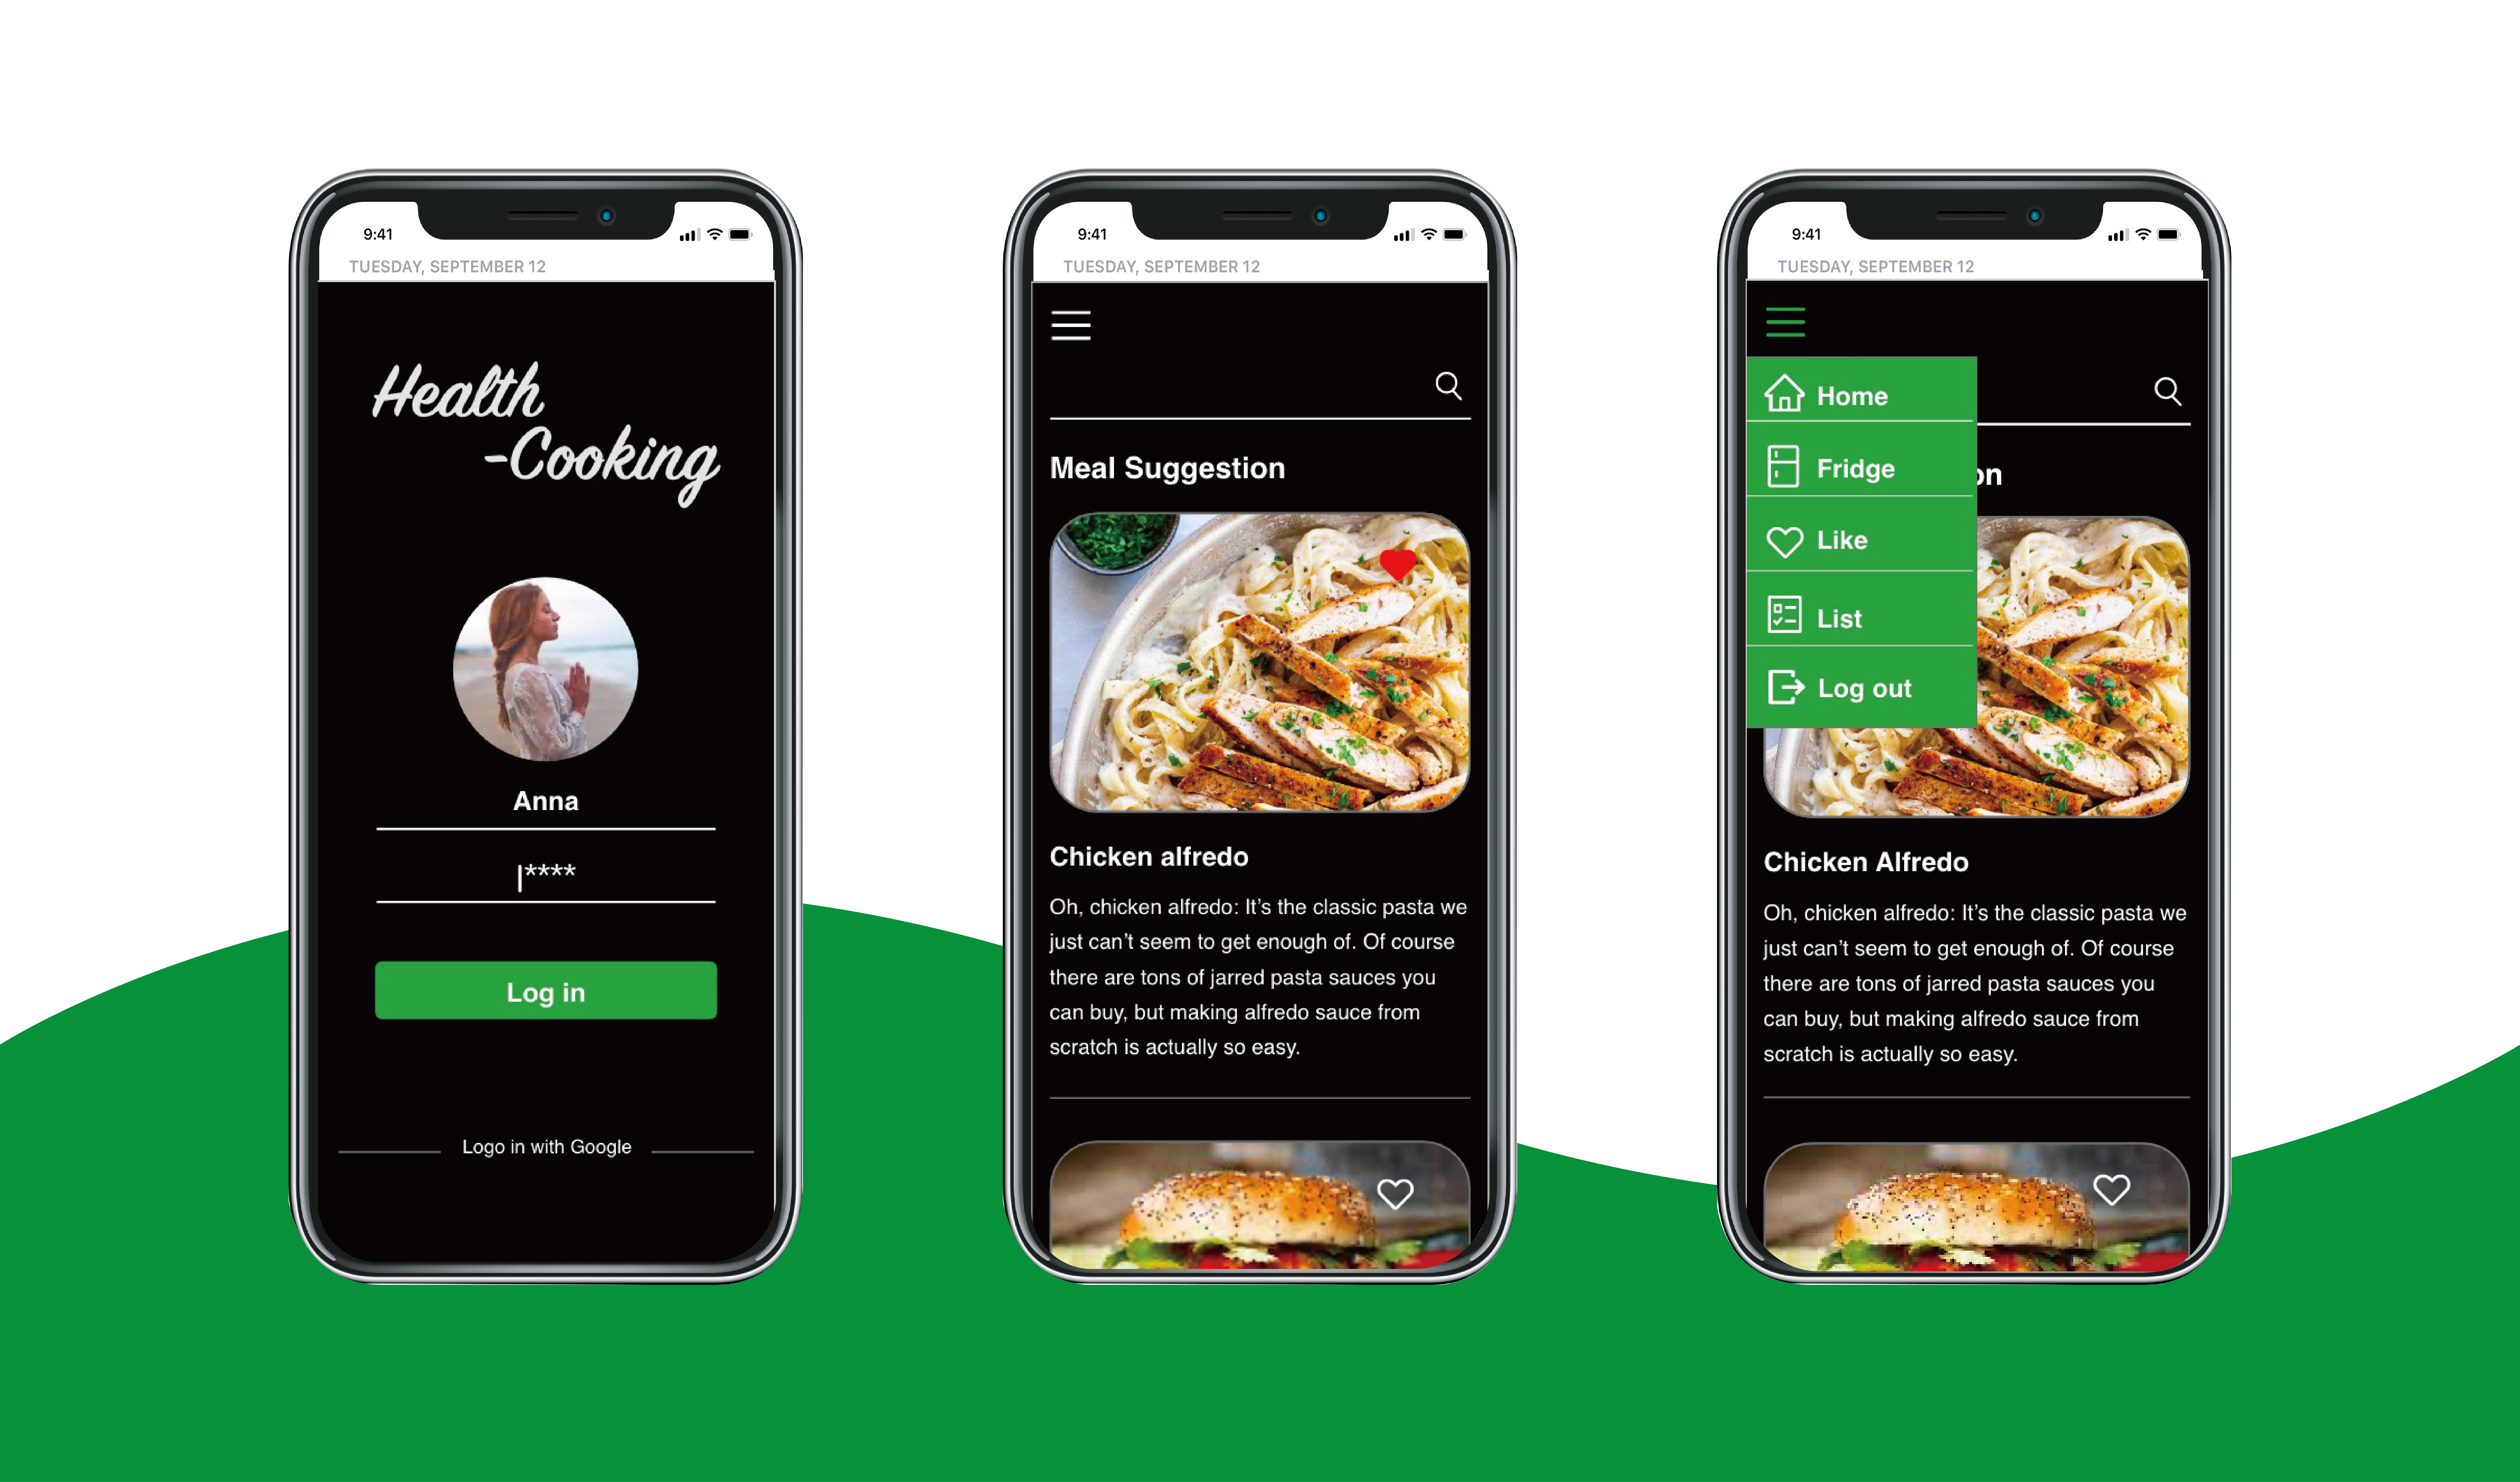 9:41
TUESDAY, SEPTEMBER 12
Health
-Cooking
Anna
|****
Log in
Logo in with Google
9:41
TUESDAY, SEPTEMBER 12
Meal Suggestion
Chicken alfredo
Oh, chicken alfredo: It’s the classic pasta we
just can’t seem to get enough of. Of course
there are tons of jarred pasta sauces you
can buy, but making alfredo sauce from
scratch is actually so easy.
9:41
TUESDAY, SEPTEMBER 12
Home
Fridge
on
Like
List
Log out
Chicken Alfredo
Oh, chicken alfredo: It’s the classic pasta we
just can’t seem to get enough of. Of course
there are tons of jarred pasta sauces you
can buy, but making alfredo sauce from
scratch is actually so easy.